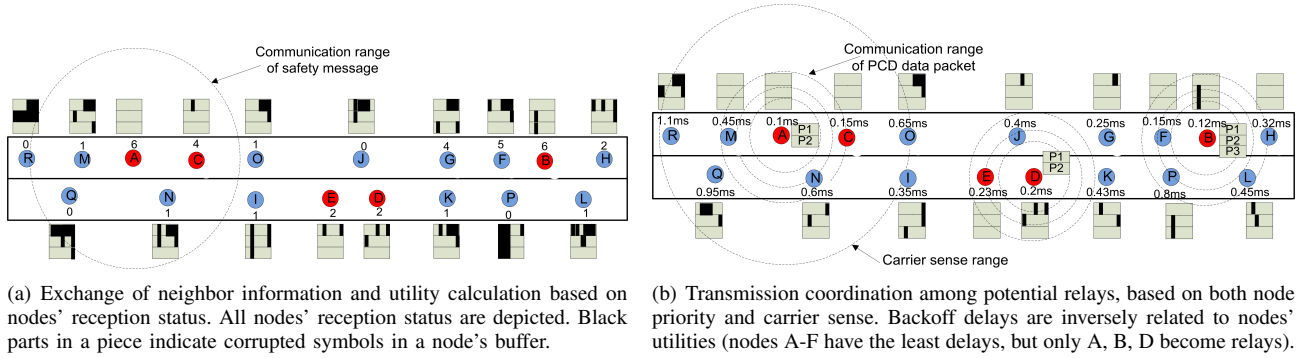 Communication range
of safety message
0 1 6 4 1 0 4 5 6 2
R M A C O J G F B H
Q N I E D K P L
0 1 1 2 2 1 0 1
(a) Exchange of neighbor information and utility calculation based on
nodes' reception status. All nodes' reception status are depicted. Black
parts in a piece indicate corrupted symbols in a node's buffer.
Communication range
of PCD data packet
1.1ms 0.45ms 0.1ms 0.15ms 0.65ms 0.4ms 0.25ms 0.15ms 0.12ms 0.32ms
R M A P1 C O J G F B P1 H
P2
P2
P3
P1
P2
Q N I E D K P L
0.95ms 0.6ms 0.35ms 0.23ms 0.2ms 0.43ms 0.8ms 0.45ms
Carrier sense range
(b) Transmission coordination among potential relays, based on both node
priority and carrier sense. Backoff delays are inversely related to nodes'
utilities (nodes A-F have the least delays, but only A, B, D become relays).